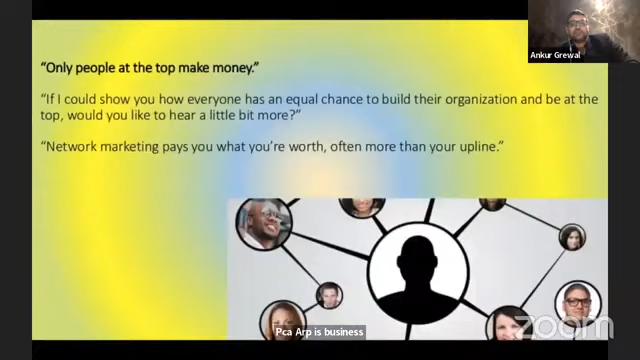 Ankur Grewal
“Only people at the top make money.”
“If I could show you how everyone has an equal chance to build their organization and be at the
top, would you like to hear a little bit more?”
“Network marketing pays you what you’re worth, often more than your upline.”
Pca Arp is business
zoom